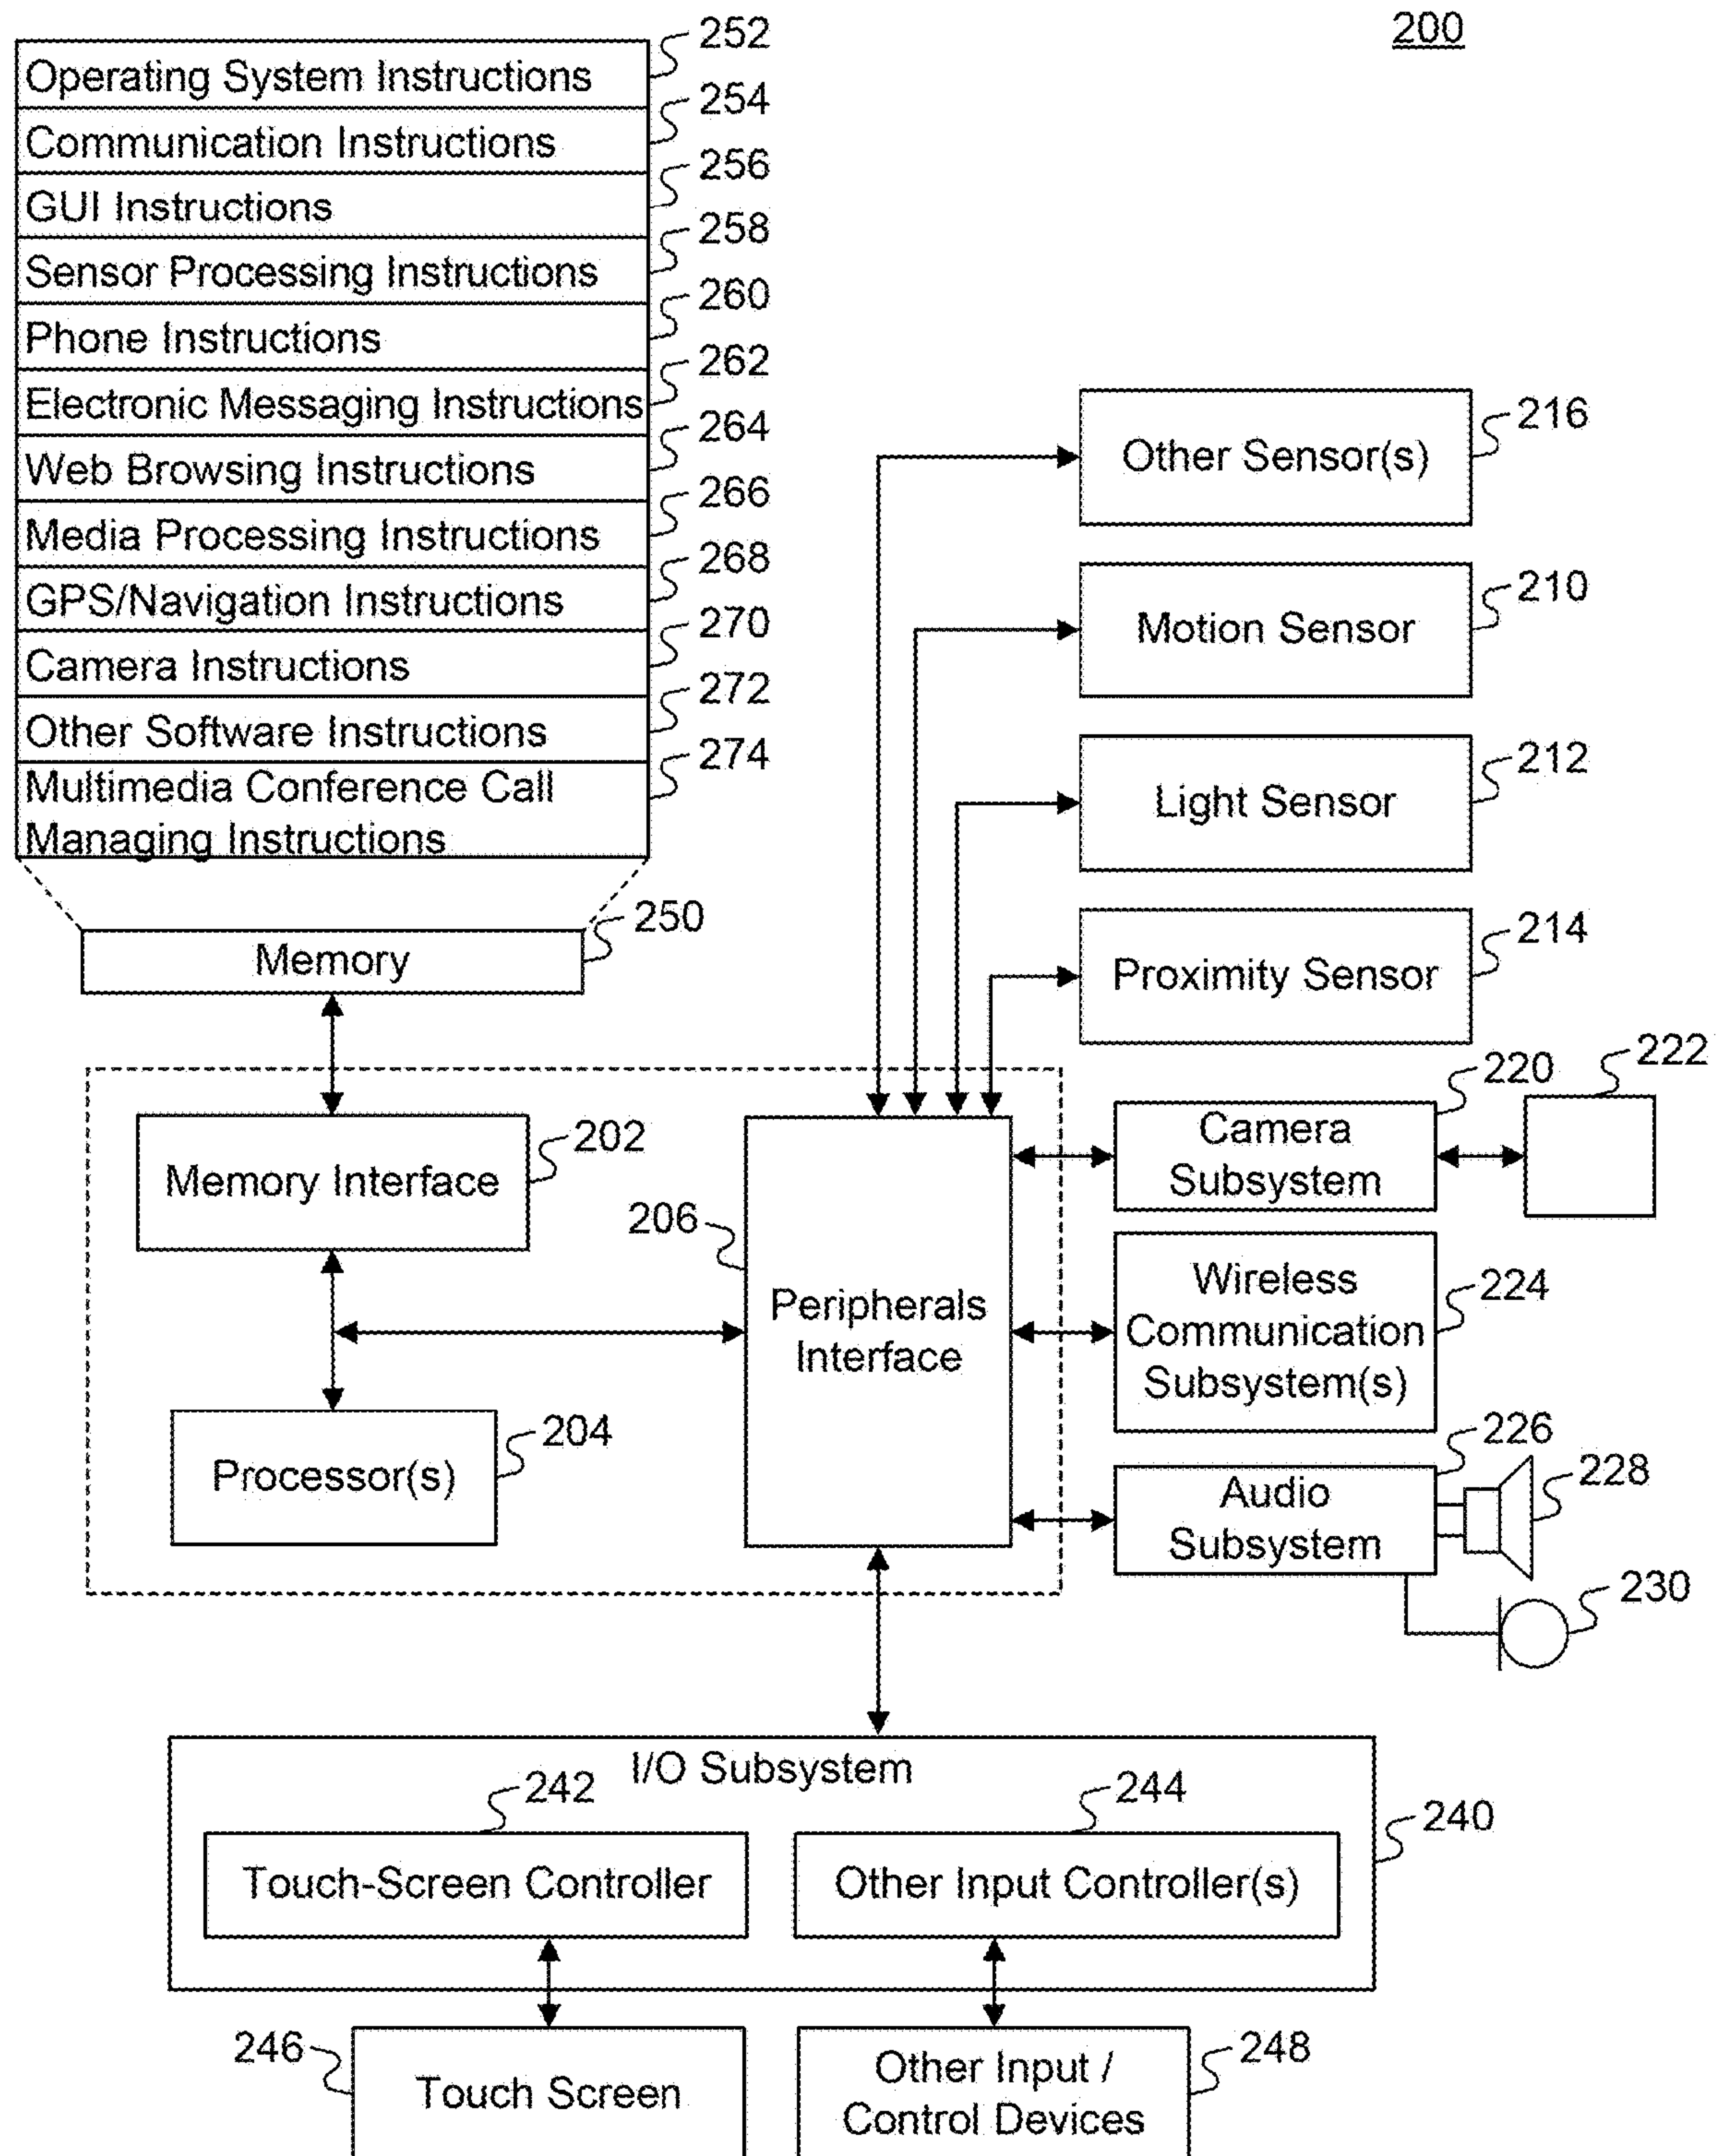 200
252
Operating System Instructions
254
Communication Instructions
256
GUI Instructions
258
Sensor Processing Instructions
260
Phone Instructions
262
Electronic Messaging Instructions
264
Web Browsing Instructions
266
Media Processing Instructions
268
GPS/Navigation Instructions
270
Camera Instructions
272
Other Software Instructions
274
Multimedia Conference Call
Managing Instructions
250
Memory
216
Other Sensor(s)
210
Motion Sensor
212
Light Sensor
214
Proximity Sensor
202
Memory Interface
204
Processor(s)
206
Peripherals
Interface
220
Camera
Subsystem
222
224
Wireless
Communication
Subsystem(s)
226
Audio
Subsystem
228
230
I/O Subsystem
240
242
Touch-Screen Controller
244
Other Input Controller(s)
246
Touch Screen
248
Other Input /
Control Devices